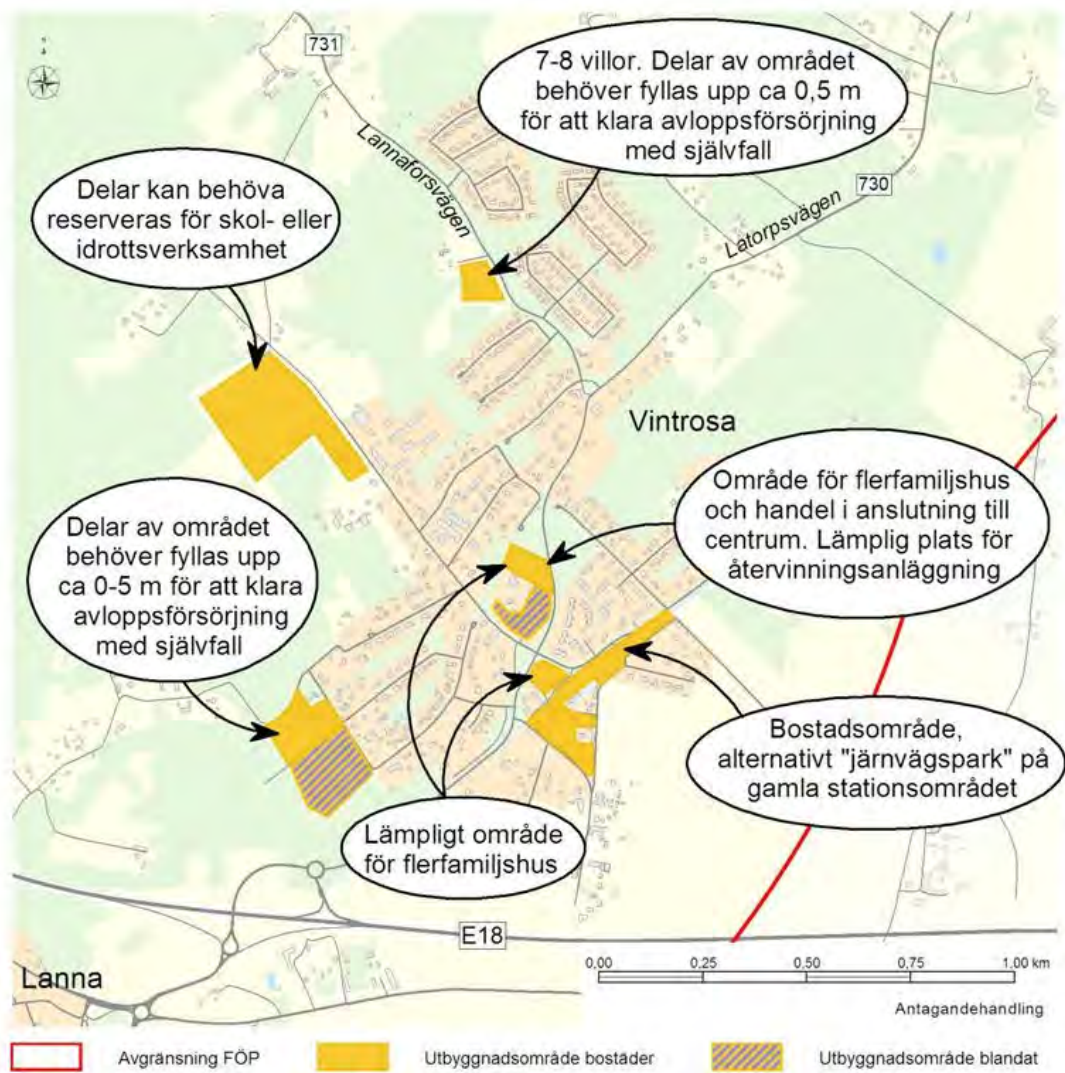 731
7-8 villor. Delar av området
behöver fyllas upp ca 0,5 m
för att klara avloppsförsörjning
med självfall
Lannaforsvägen
730
Latorpsvägen
Delar kan behöva
reserveras för skol- eller
idrottsverksamhet
Vintrosa
Område för flerfamiljshus
och handel i anslutning till
centrum. Lämplig plats för
återvinningsanläggning
Delar av området
behöver fyllas upp
ca 0-5 m för att klara
avloppsförsörjning
med självfall
Bostadsområde,
alternativt "järnvägspark" på
gamla stationsområdet
Lämpligt område
för flerfamiljshus
E18
Lanna
0,00 0,25 0,50 0,75 1,00 km
Antagandehandling
Avgränsning FÖP Utbyggnadsområde bostäder Utbyggnadsområde blandat